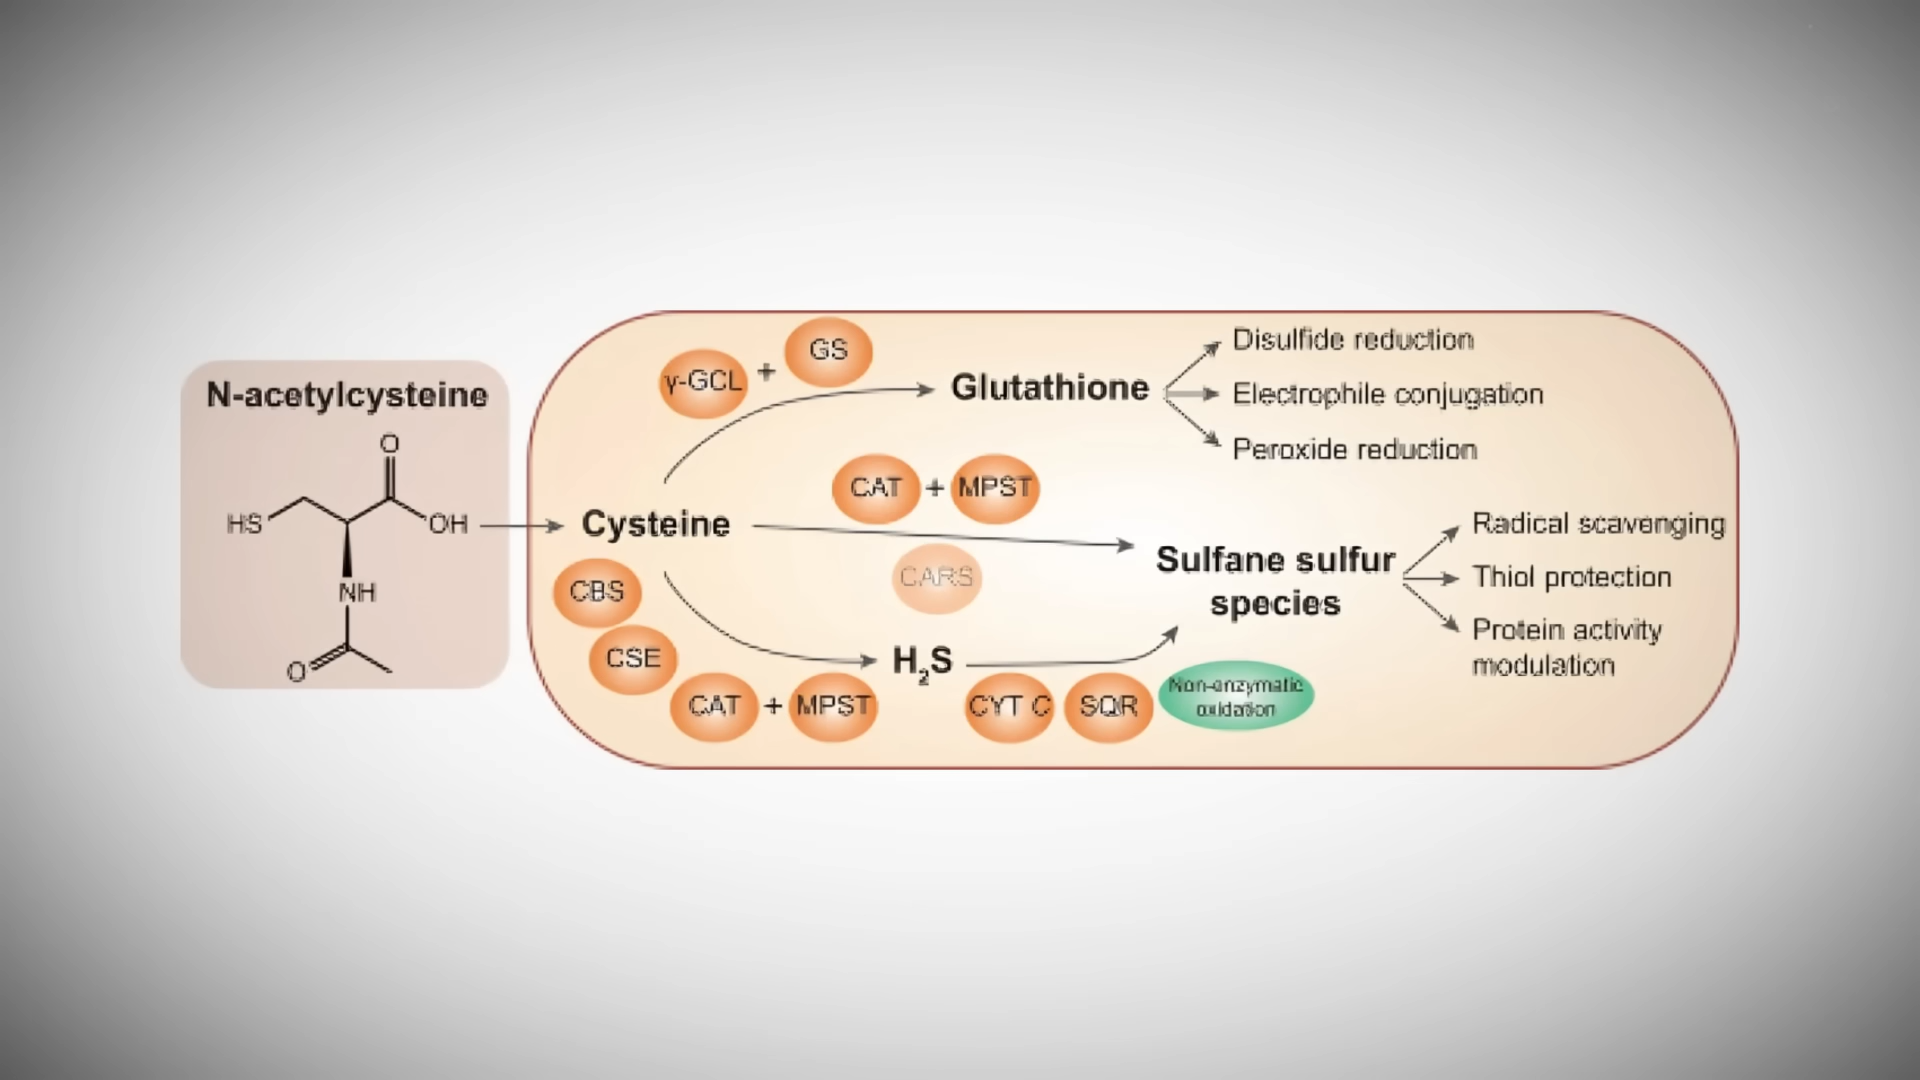 N-acetylcysteine
O
HS
OH
NH
O
γ-GCL + GS
Glutathione
Disulfide reduction
Electrophile conjugation
Peroxide reduction
CAT + MPST
Cysteine
CARS
Sulfane sulfur
species
Radical scavenging
Thiol protection
Protein activity
modulation
CBS
CSE
CAT + MPST
H₂S
CYT C
SQR
Non-enzymatic
oxidation